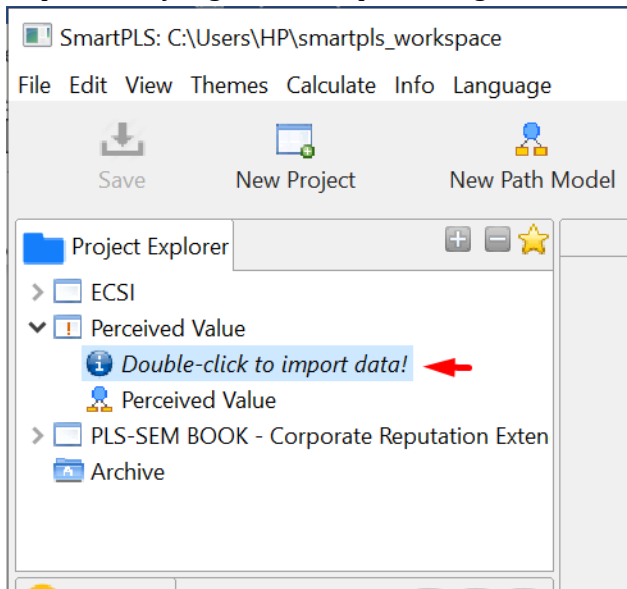 SmartPLS: C:\Users\HP\smartpls_workspace
File Edit View Themes Calculate Info Language
Save New Project New Path Model
Project Explorer
ECSI
Perceived Value
Double-click to import data!
Perceived Value
PLS-SEM BOOK - Corporate Reputation Exten
Archive